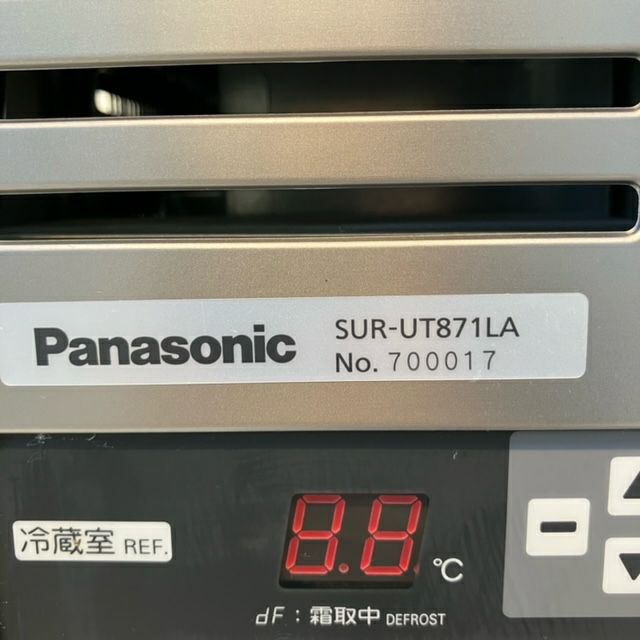 Panasonic
SUR-UT871LA
No. 700017
冷蔵室 REF.
8.8.
℃
dF：霜取中 DEFROST